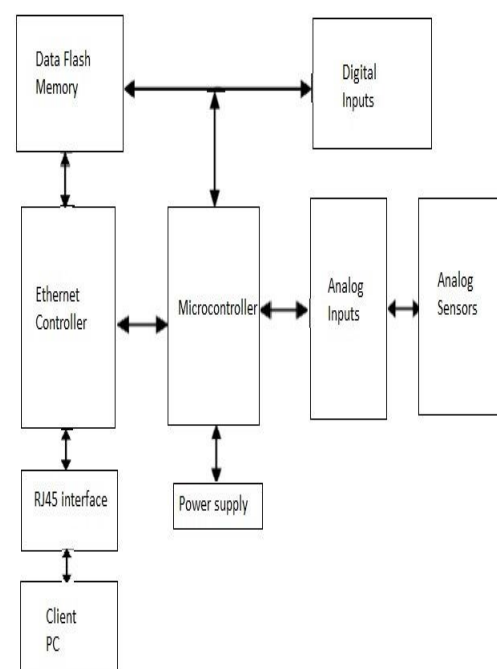 Data Flash
Memory
Digital
Inputs
Ethernet
Controller
Microcontroller
Analog
Inputs
Analog
Sensors
RJ45 interface
Power supply
Client
PC